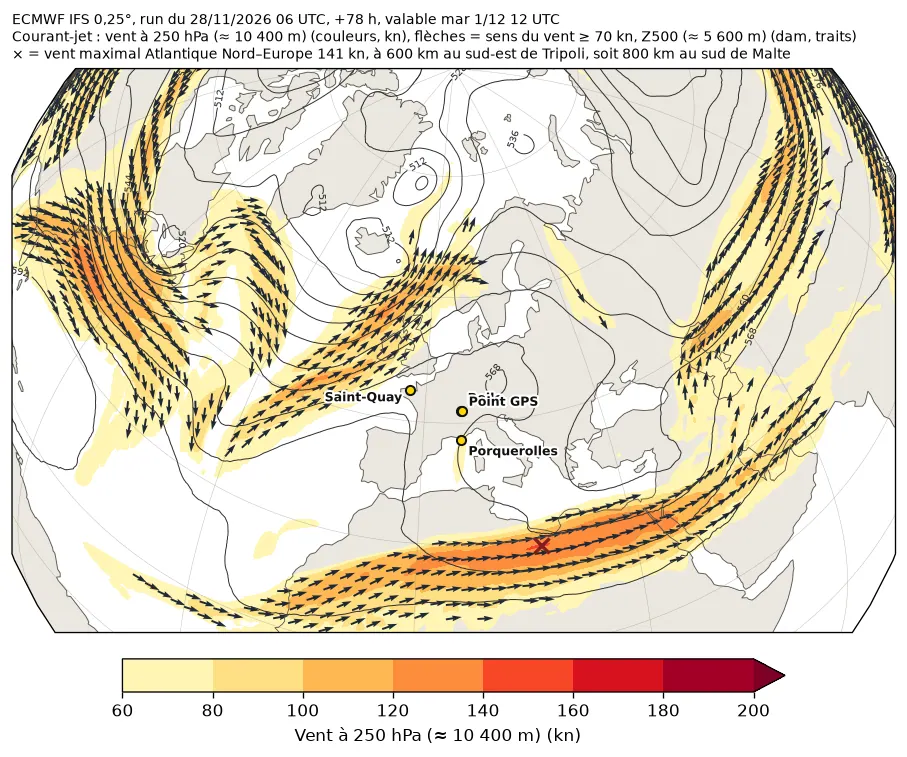 ECMWF IFS 0,25°, run du 28/11/2026 06 UTC, +78 h, valable mar 1/12 12 UTC
Courant-jet : vent à 250 hPa (≈ 10 400 m) (couleurs, kn), flèches = sens du vent ≥ 70 kn, Z500 (≈ 5 600 m) (dam, traits)
× = vent maximal Atlantique Nord–Europe 141 kn, à 600 km au sud-est de Tripoli, soit 800 km au sud de Malte
512
536
512
512
512
520
568
568
Saint-Quay
Point GPS
Porquerolles
60 80 100 120 140 160 180 200
Vent à 250 hPa (≈ 10 400 m) (kn)